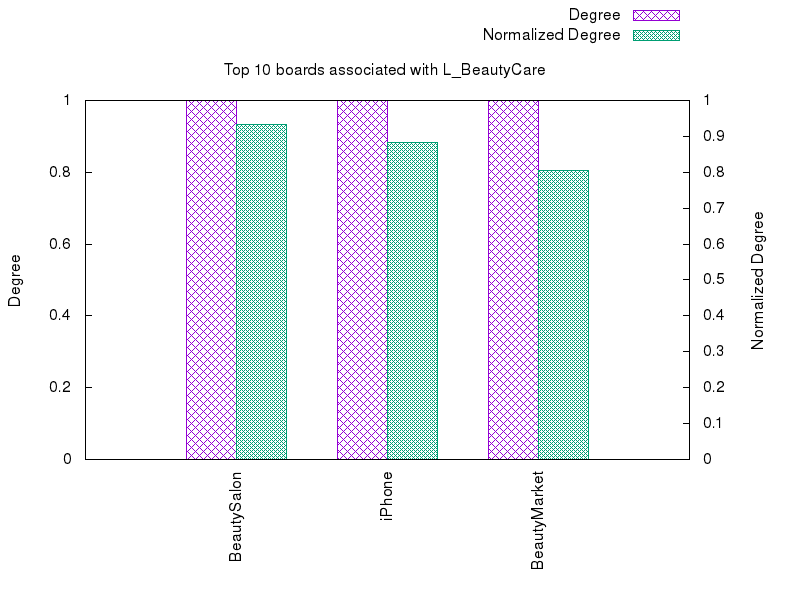 Degree
Normalized Degree
Top 10 boards associated with L_BeautyCare
1
0.8
0.6
0.4
0.2
0
Degree
1
0.9
0.8
0.7
0.6
0.5
0.4
0.3
0.2
0.1
0
Normalized Degree
BeautySalon
iPhone
BeautyMarket